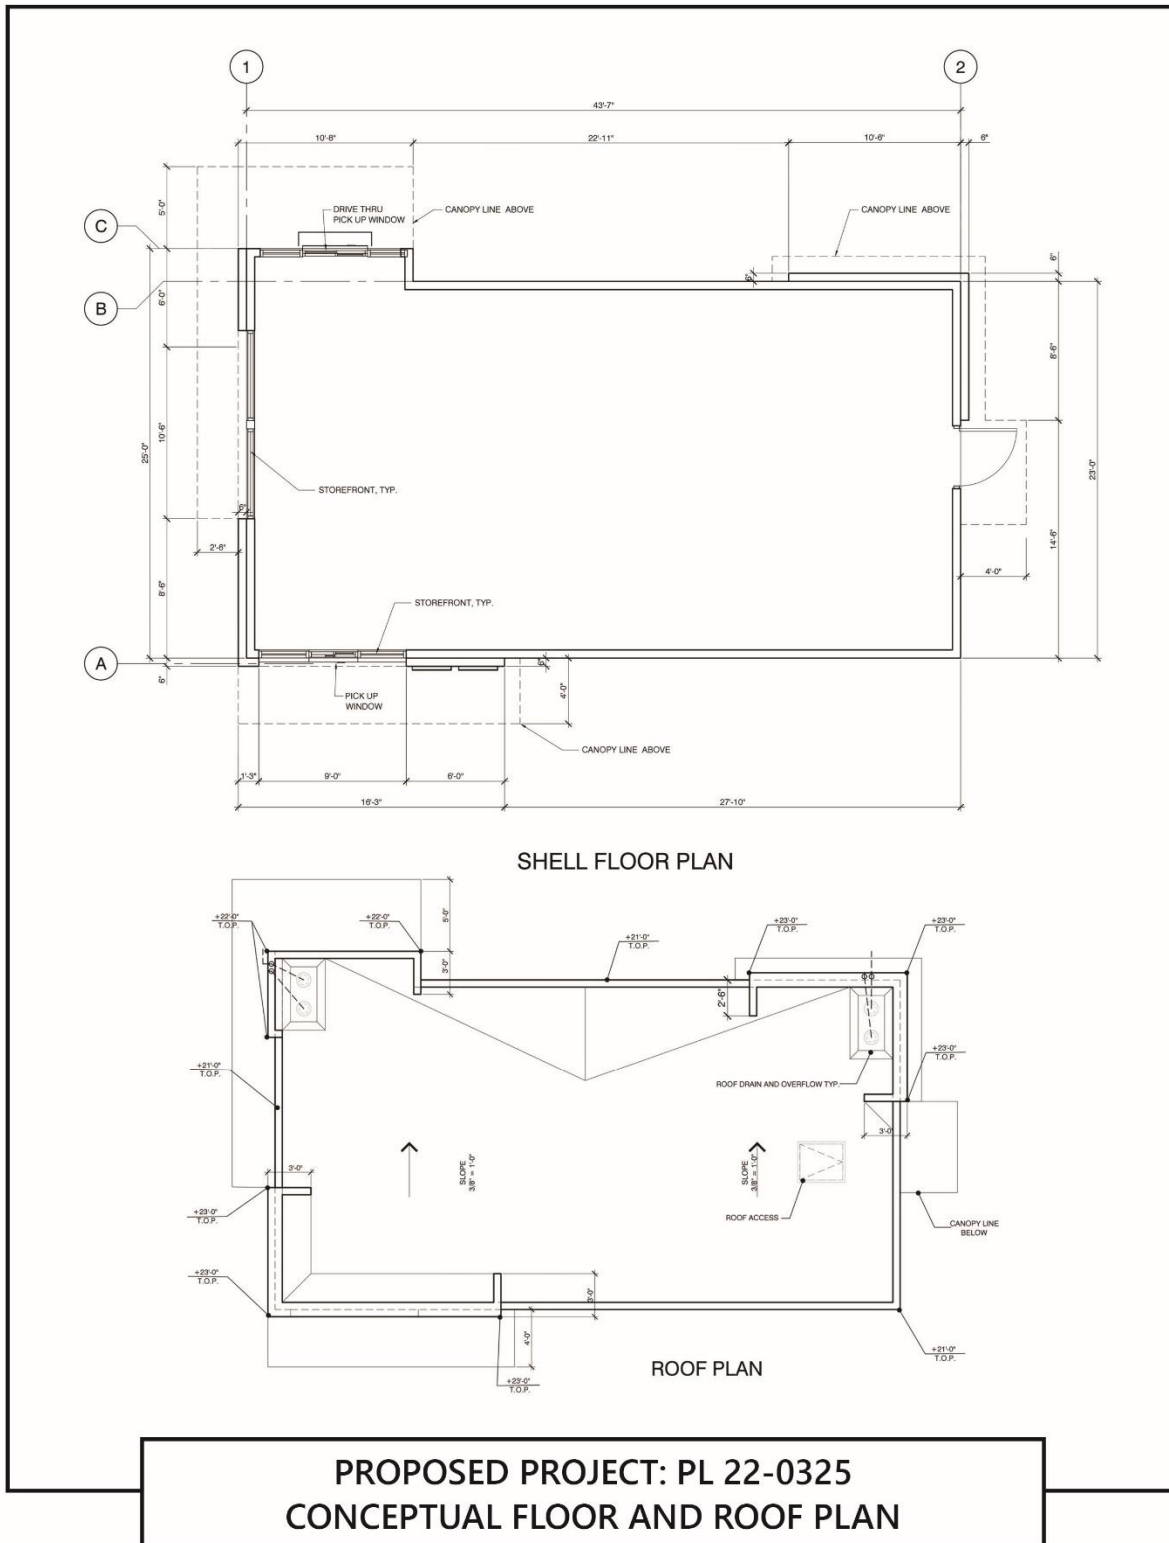 1
2
43'-7"
10'-8"
22'-11"
10'-6"
6"
5'-0"
DRIVE THRU
PICK UP WINDOW
CANOPY LINE ABOVE
CANOPY LINE ABOVE
C
B
6"
6"
6'-0"
8'-6"
10'-6"
25'-0"
23'-0"
STOREFRONT, TYP.
6"
2'-6"
14'-6"
4'-0"
8'-6"
STOREFRONT, TYP.
A
6"
6"
PICK UP
WINDOW
4'-0"
CANOPY LINE ABOVE
1'-3"
9'-0"
6'-0"
16'-3"
27'-10"
SHELL FLOOR PLAN
+22'-0"
T.O.P.
+22'-0"
T.O.P.
5'-0"
+21'-0"
T.O.P.
+23'-0"
T.O.P.
+23'-0"
T.O.P.
3'-0"
2'-6"
+21'-0"
T.O.P.
ROOF DRAIN AND OVERFLOW TYP.
+23'-0"
T.O.P.
3'-0"
3'-0"
SLOPE
3/8" = 1'-0"
SLOPE
3/8" = 1'-0"
+23'-0"
T.O.P.
ROOF ACCESS
CANOPY LINE
BELOW
+23'-0"
T.O.P.
3'-0"
4'-0"
+21'-0"
T.O.P.
ROOF PLAN
+23'-0"
T.O.P.
PROPOSED PROJECT: PL 22-0325
CONCEPTUAL FLOOR AND ROOF PLAN